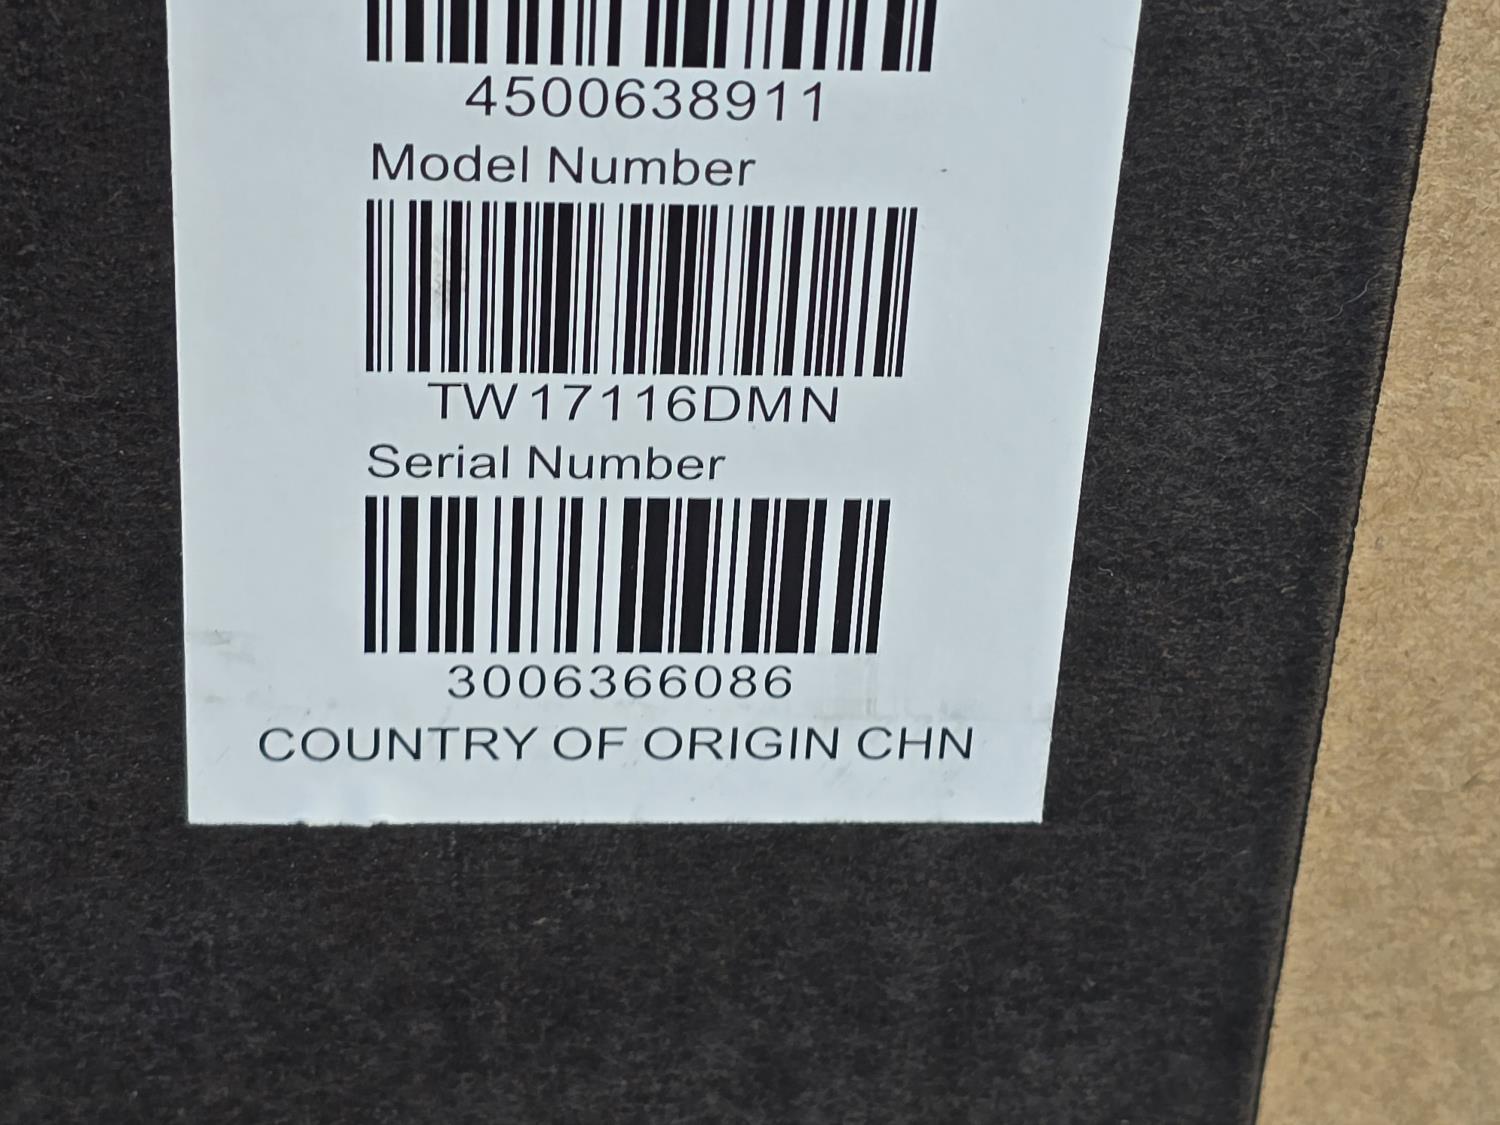 4500638911
Model Number
TW17116DMN
Serial Number
3006366086
COUNTRY OF ORIGIN CHN